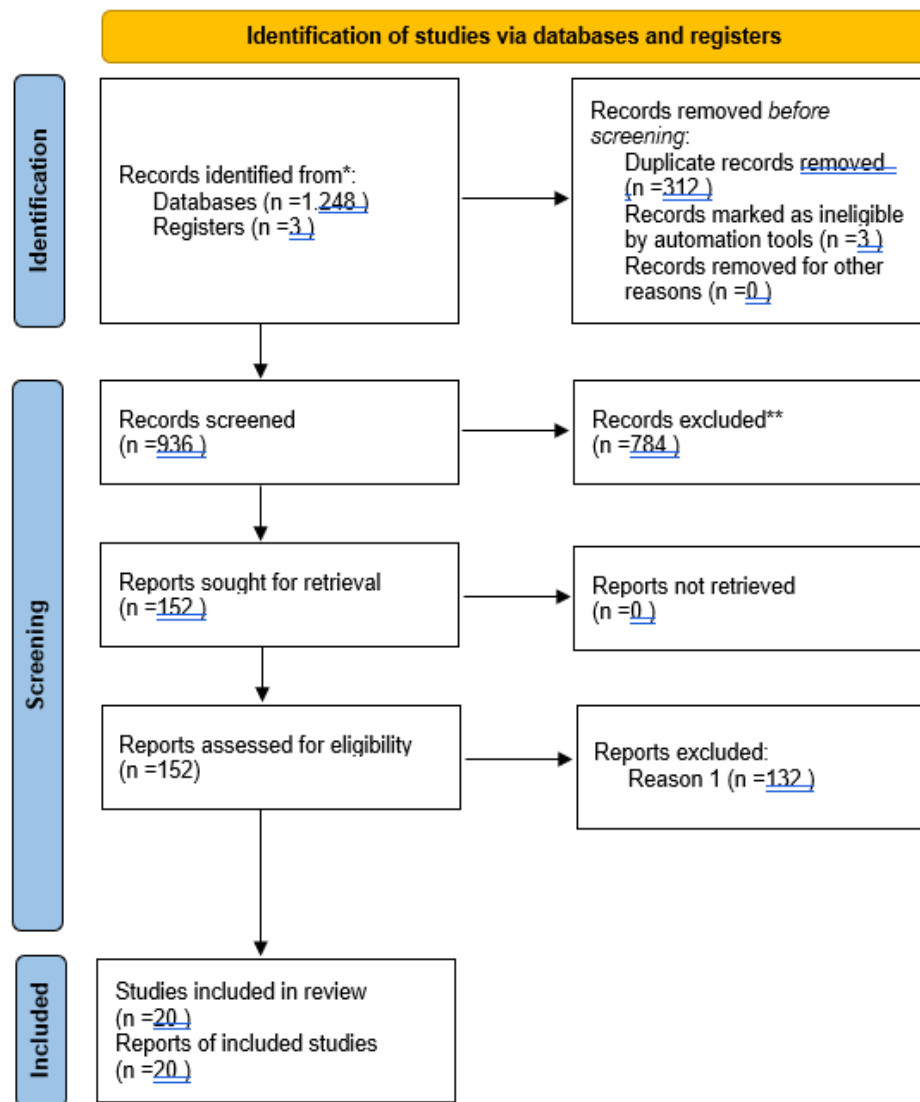 Identification of studies via databases and registers
Identification
Records identified from*:
Databases (n =1.248 )
Registers (n =3 )
Records removed before
screening:
Duplicate records removed
(n =312 )
Records marked as ineligible
by automation tools (n =3 )
Records removed for other
reasons (n =0 )
Screening
Records screened
(n =936 )
Records excluded**
(n =784 )
Reports sought for retrieval
(n =152 )
Reports not retrieved
(n =0 )
Reports assessed for eligibility
(n =152)
Reports excluded:
Reason 1 (n =132 )
Included
Studies included in review
(n =20 )
Reports of included studies
(n =20 )